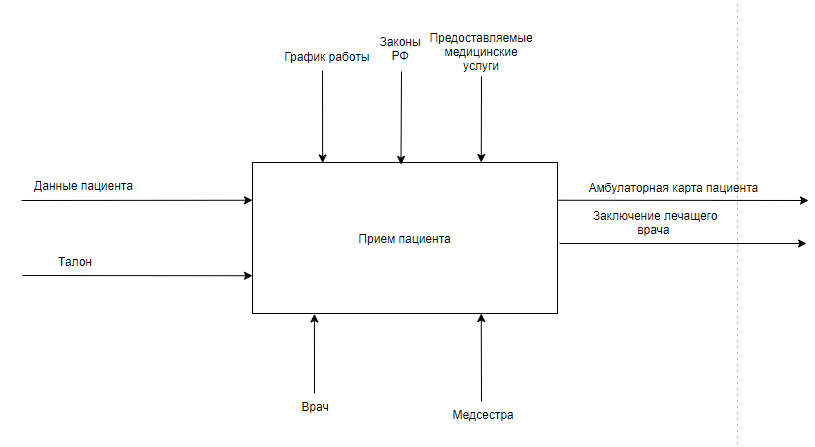 График работы
Законы
РФ
Предоставляемые
медицинские
услуги
Данные пациента
Талон
Прием пациента
Амбулаторная карта пациента
Заключение лечащего
врача
Врач
Медсестра